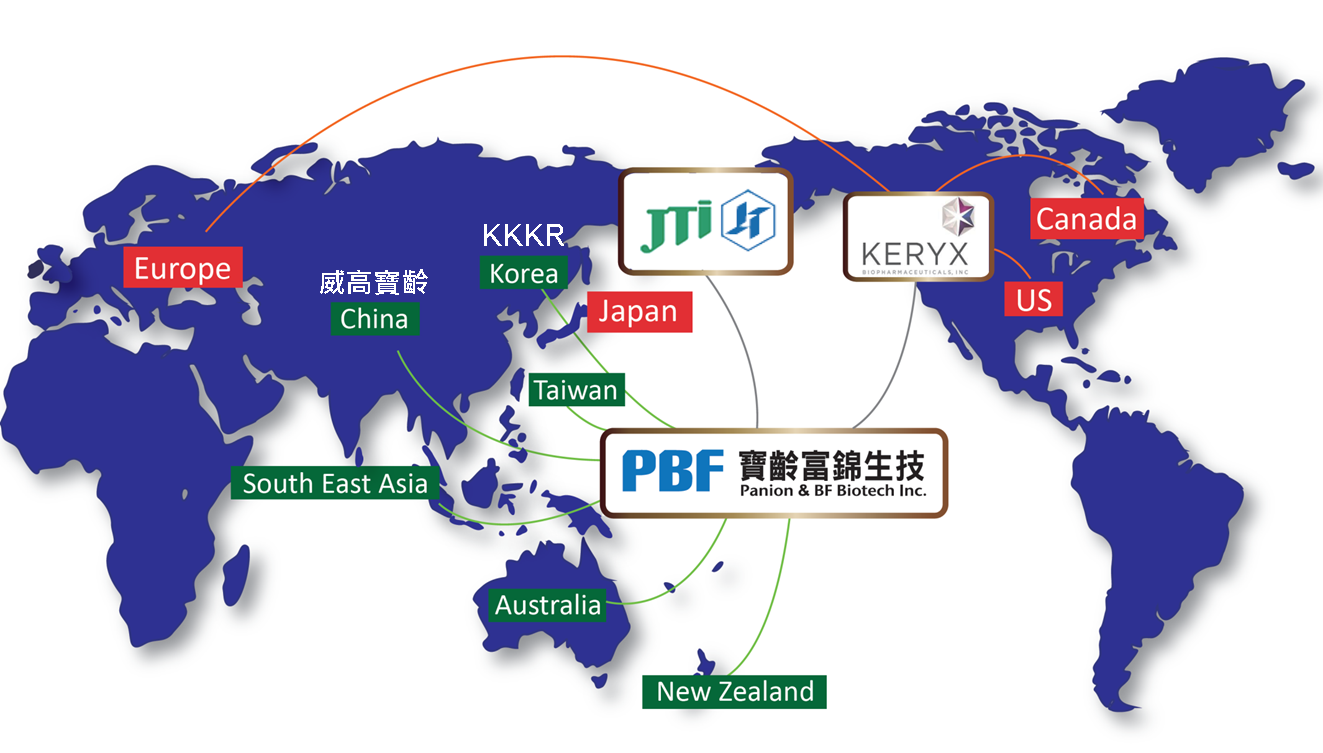 JTi JT
KERYX
BIOPHARMACEUTICALS, INC
Canada
KKKR
Europe
Korea
威高寶齡
US
Japan
China
Taiwan
PBF 寶齡富錦生技
Panion & BF Biotech Inc.
South East Asia
Australia
New Zealand